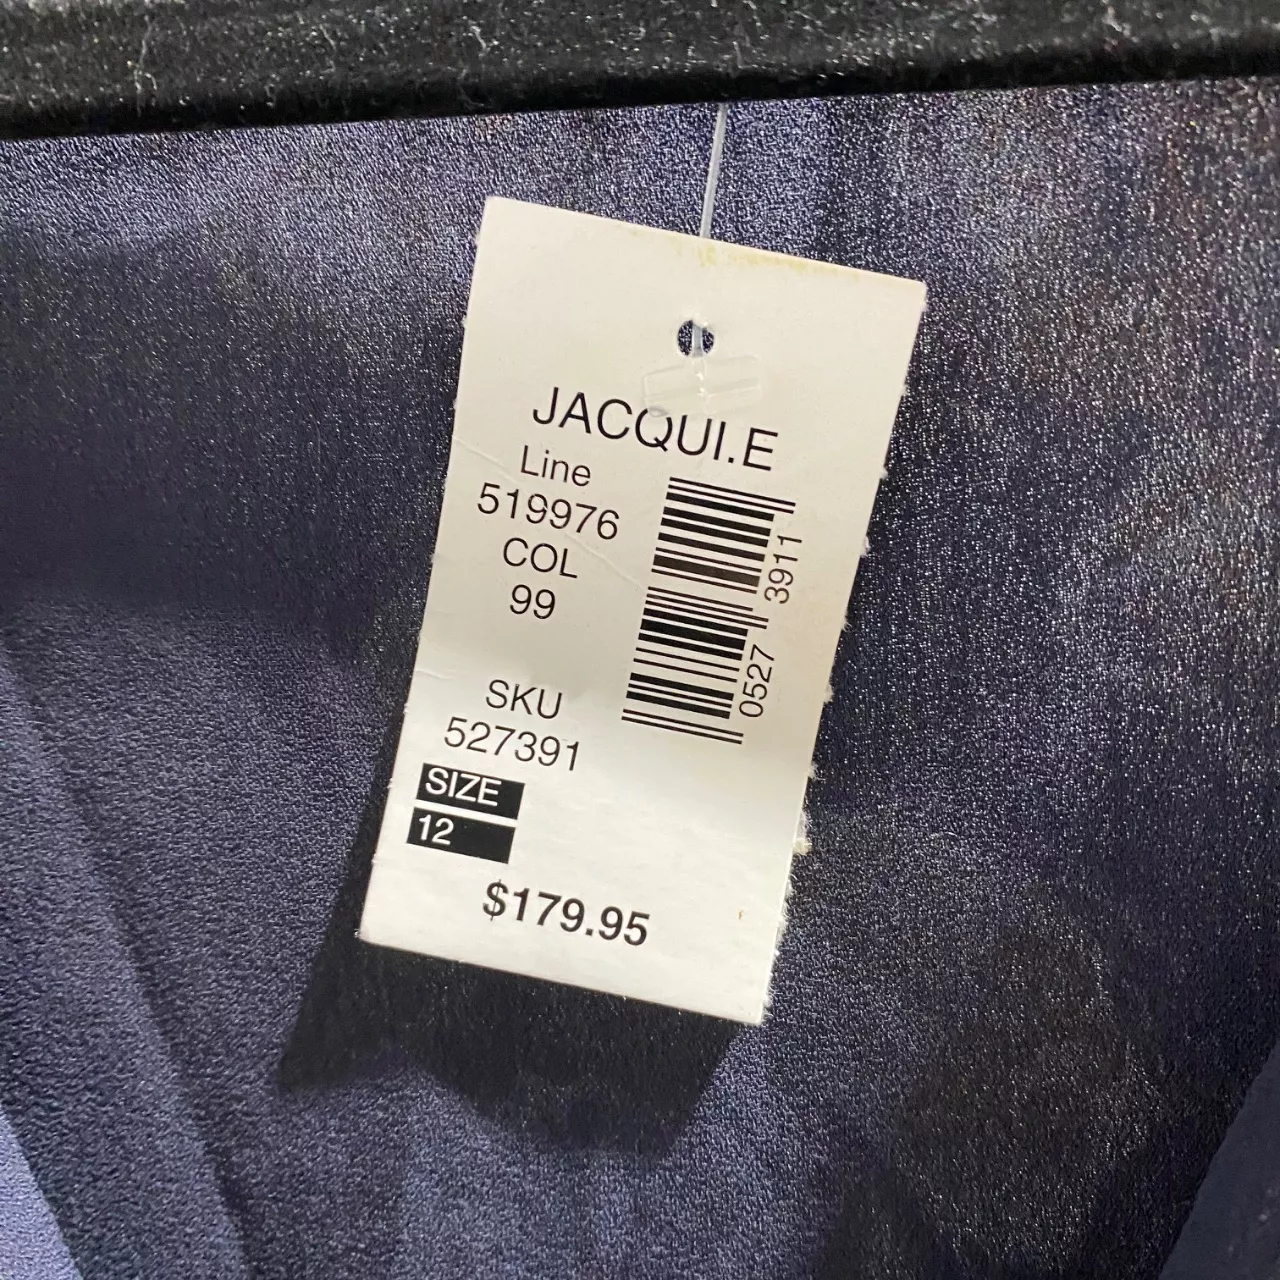 JACQUI.E
Line
519976
COL
99
0527 3911
SKU
527391
SIZE
12
$179.95